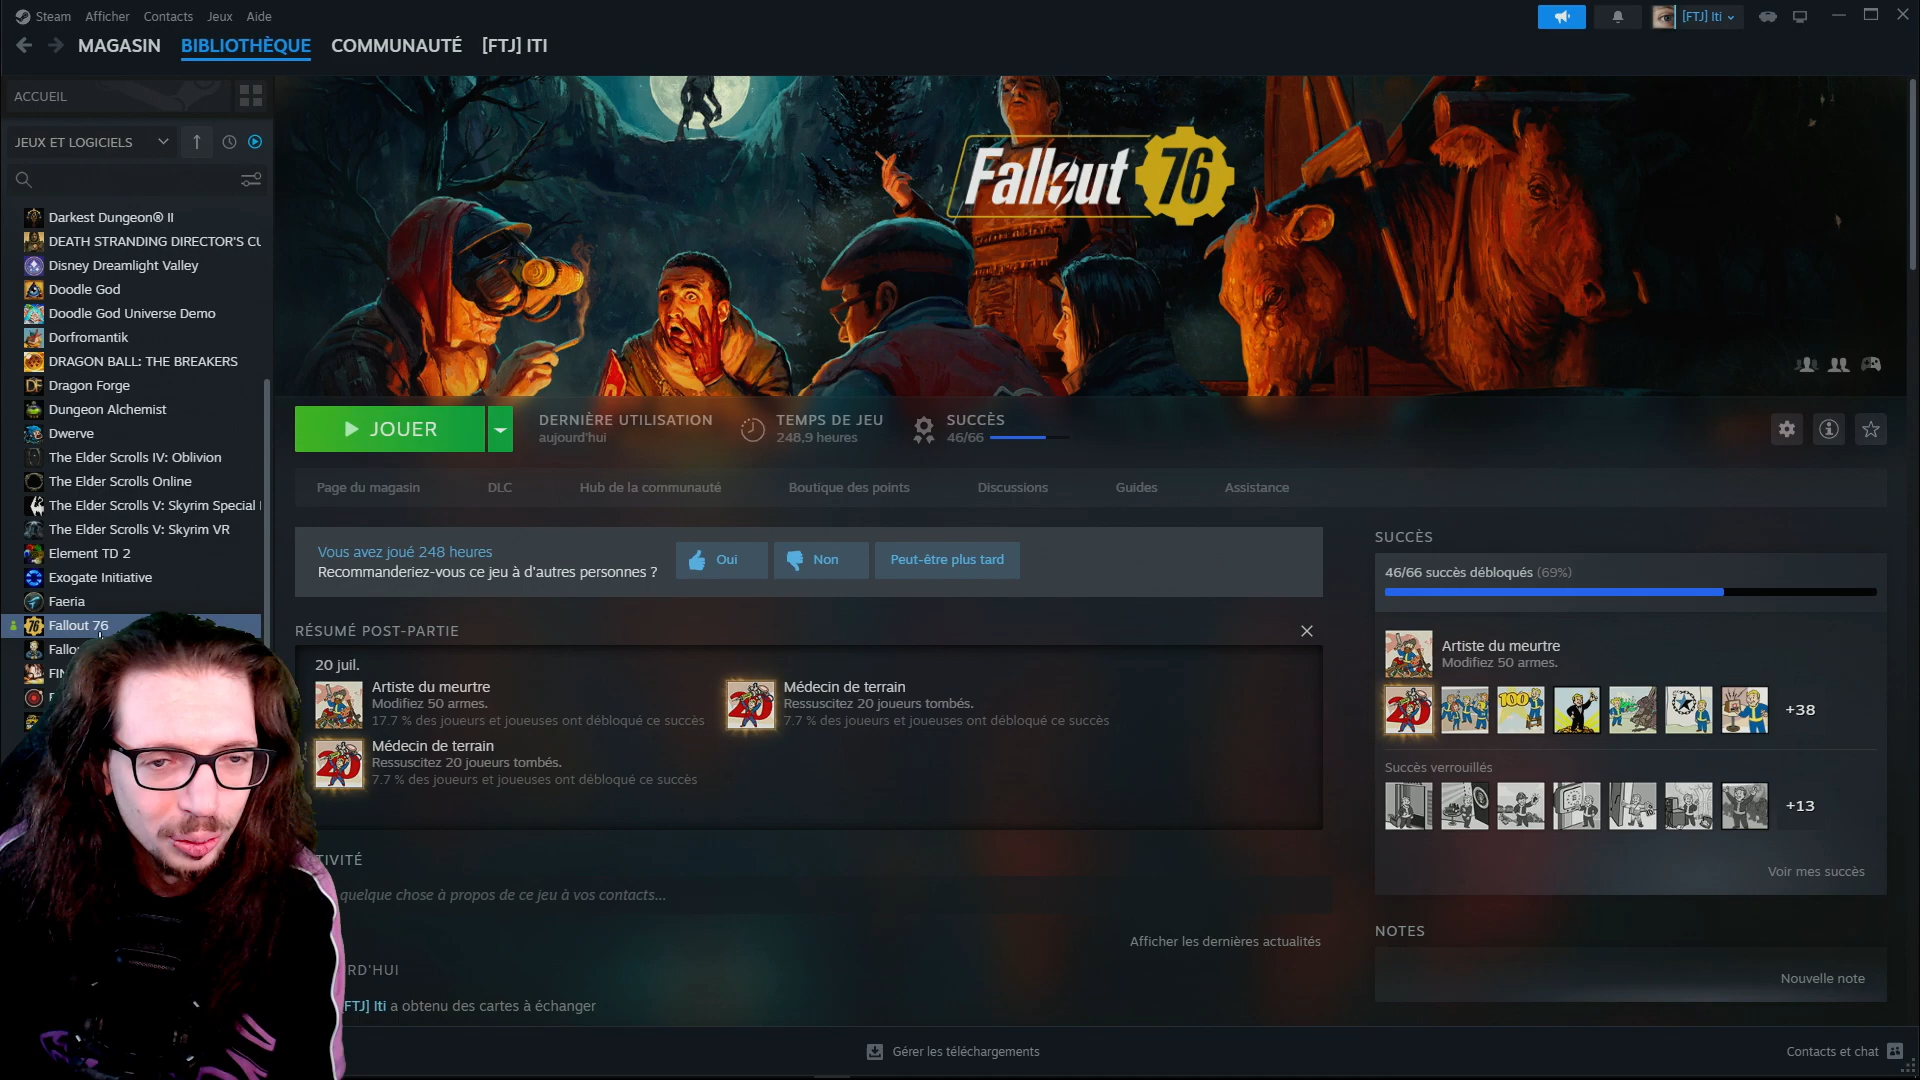 Steam Afficher Contacts Jeux Aide
[FTJ] Iti
MAGASIN BIBLIOTHÈQUE COMMUNAUTÉ [FTJ] ITI
ACCUEIL
JEUX ET LOGICIELS
Darkest Dungeon® II
DEATH STRANDING DIRECTOR'S CU
Disney Dreamlight Valley
Doodle God
Doodle God Universe Demo
Dorfromantik
DRAGON BALL: THE BREAKERS
Dragon Forge
Dungeon Alchemist
Dwerve
The Elder Scrolls IV: Oblivion
The Elder Scrolls Online
The Elder Scrolls V: Skyrim Special
The Elder Scrolls V: Skyrim VR
Element TD 2
Exogate Initiative
Faeria
Fallout 76
Fallou
FIN
Fallout 76
JOUER
DERNIÈRE UTILISATION
aujourd'hui
TEMPS DE JEU
248,9 heures
SUCCÈS
46/66
Page du magasin DLC Hub de la communauté Boutique des points Discussions Guides Assistance
Vous avez joué 248 heures
Recommanderiez-vous ce jeu à d'autres personnes ?
Oui Non Peut-être plus tard
RÉSUMÉ POST-PARTIE
20 juil.
Artiste du meurtre
Modifiez 50 armes.
17.7 % des joueurs et joueuses ont débloqué ce succès
Médecin de terrain
Ressuscitez 20 joueurs tombés.
7.7 % des joueurs et joueuses ont débloqué ce succès
Médecin de terrain
Ressuscitez 20 joueurs tombés.
7.7 % des joueurs et joueuses ont débloqué ce succès
TIVITÉ
quelque chose à propos de ce jeu à vos contacts...
Afficher les dernières actualités
RD'HUI
FTJ] Iti a obtenu des cartes à échanger
SUCCÈS
46/66 succès débloqués (69%)
Artiste du meurtre
Modifiez 50 armes.
20
100
+38
Succès verrouillés
+13
Voir mes succès
NOTES
Nouvelle note
Gérer les téléchargements
Contacts et chat